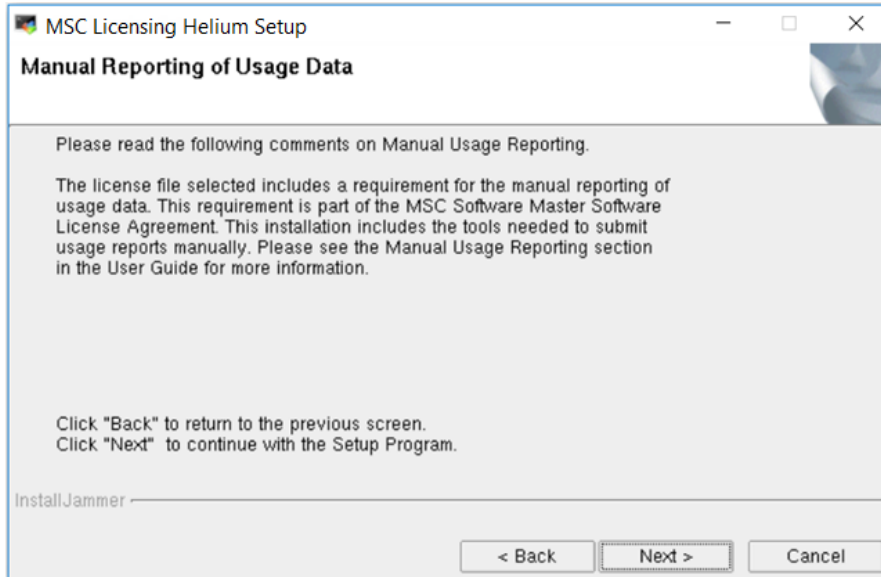 MSC Licensing Helium Setup
Manual Reporting of Usage Data
Please read the following comments on Manual Usage Reporting.
The license file selected includes a requirement for the manual reporting of
usage data. This requirement is part of the MSC Software Master Software
License Agreement. This installation includes the tools needed to submit
usage reports manually. Please see the Manual Usage Reporting section
in the User Guide for more information.
Click "Back" to return to the previous screen.
Click "Next"  to continue with the Setup Program.
InstallJammer
< Back Next > Cancel